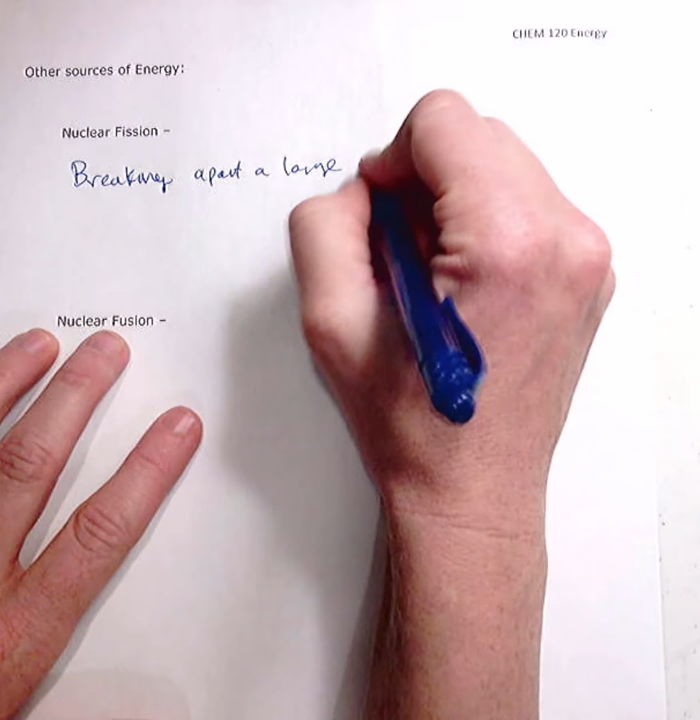 CHEM 120 Energy
Other sources of Energy:
Nuclear Fission –
Breaking apart a large
Nuclear Fusion –